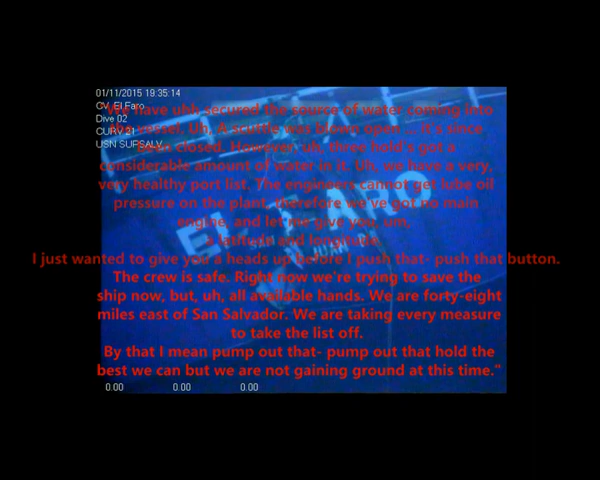 01/11/2015 19:35:14
CV. El Faro
"We have uhh secured the source of water coming into
Dive 02
the vessel. Uh, A scuttle was blown open ... it's since
CURV 21
been closed. However, uh, three hold's got a
USN SUPSALV
considerable amount of water in it. Uh, we have a very,
very healthy port list. The engineers cannot get lube oil
pressure on the plant, therefore we've got no main
engine, and let me give you, um,
a latitude and longitude.
I just wanted to give you a heads up before I push that- push that button.
The crew is safe. Right now we're trying to save the
ship now, but, uh, all available hands. We are forty-eight
miles east of San Salvador. We are taking every measure
to take the list off.
By that I mean pump out that- pump out that hold the
best we can but we are not gaining ground at this time."
EL FARO
0.00 0.00 0.00